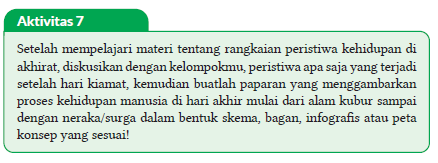 Aktivitas 7
Setelah mempelajari materi tentang rangkaian peristiwa kehidupan di
akhirat, diskusikan dengan kelompokmu, peristiwa apa saja yang terjadi
setelah hari kiamat, kemudian buatlah paparan yang menggambarkan
proses kehidupan manusia di hari akhir mulai dari alam kubur sampai
dengan neraka/surga dalam bentuk skema, bagan, infografis atau peta
konsep yang sesuai!